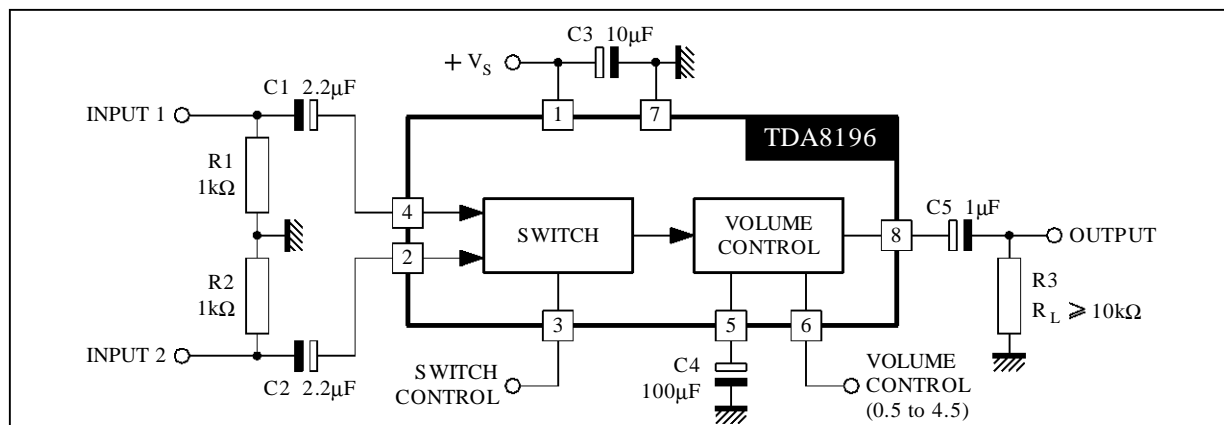 C3 10µF
+ VS
C1 2.2µF
INPUT 1
1
7
TDA8196
R1
1kΩ
4
SWITCH
VOLUME
CONTROL
8
C5 1µF
OUTPUT
2
R2
1kΩ
R3
RL ⩾ 10kΩ
3
5
6
INPUT 2
C2 2.2µF
SWITCH
CONTROL
C4
100µF
VOLUME
CONTROL
(0.5 to 4.5)